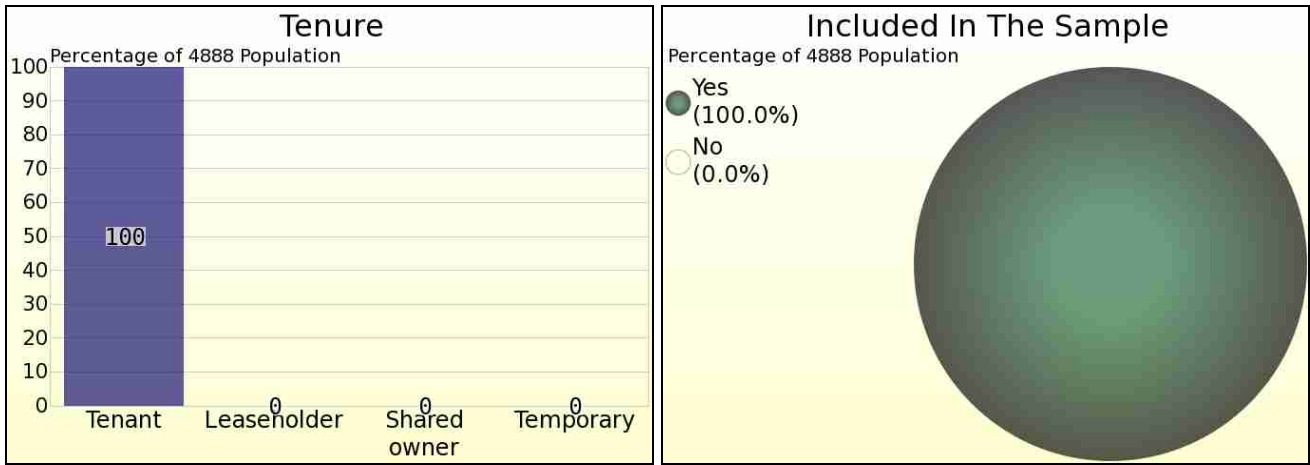 Tenure
Percentage of 4888 Population
100
90
80
70
60
50
40
30
20
10
0
100
0
0
0
Tenant
Leaseholder
Shared
owner
Temporary
Included In The Sample
Percentage of 4888 Population
Yes
(100.0%)
No
(0.0%)